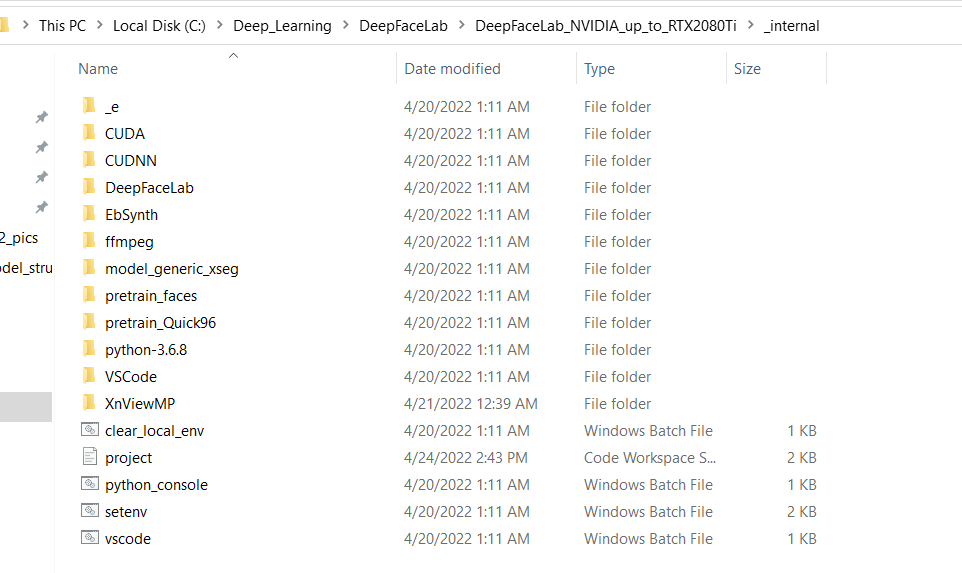 This PC > Local Disk (C:) > Deep_Learning > DeepFaceLab > DeepFaceLab_NVIDIA_up_to_RTX2080Ti > _internal
Name Date modified Type Size
_e 4/20/2022 1:11 AM File folder
CUDA 4/20/2022 1:11 AM File folder
CUDNN 4/20/2022 1:11 AM File folder
DeepFaceLab 4/20/2022 1:11 AM File folder
EbSynth 4/20/2022 1:11 AM File folder
2_pics ffmpeg 4/20/2022 1:11 AM File folder
odel_stru model_generic_xseg 4/20/2022 1:11 AM File folder
pretrain_faces 4/20/2022 1:11 AM File folder
pretrain_Quick96 4/20/2022 1:11 AM File folder
python-3.6.8 4/20/2022 1:11 AM File folder
VSCode 4/20/2022 1:11 AM File folder
XnViewMP 4/21/2022 12:39 AM File folder
clear_local_env 4/20/2022 1:11 AM Windows Batch File 1 KB
project 4/24/2022 2:43 PM Code Workspace S... 2 KB
python_console 4/20/2022 1:11 AM Windows Batch File 1 KB
setenv 4/20/2022 1:11 AM Windows Batch File 2 KB
vscode 4/20/2022 1:11 AM Windows Batch File 1 KB